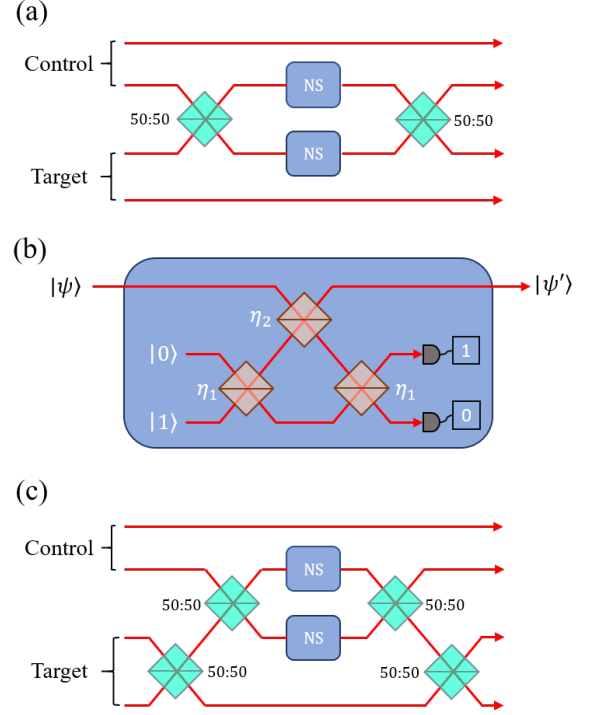 (a)
Control
NS
50:50
50:50
NS
Target
(b)
|ψ⟩
|ψ′⟩
η₂
|0⟩
1
η₁
η₁
|1⟩
0
(c)
Control
NS
50:50
50:50
NS
Target
50:50
50:50